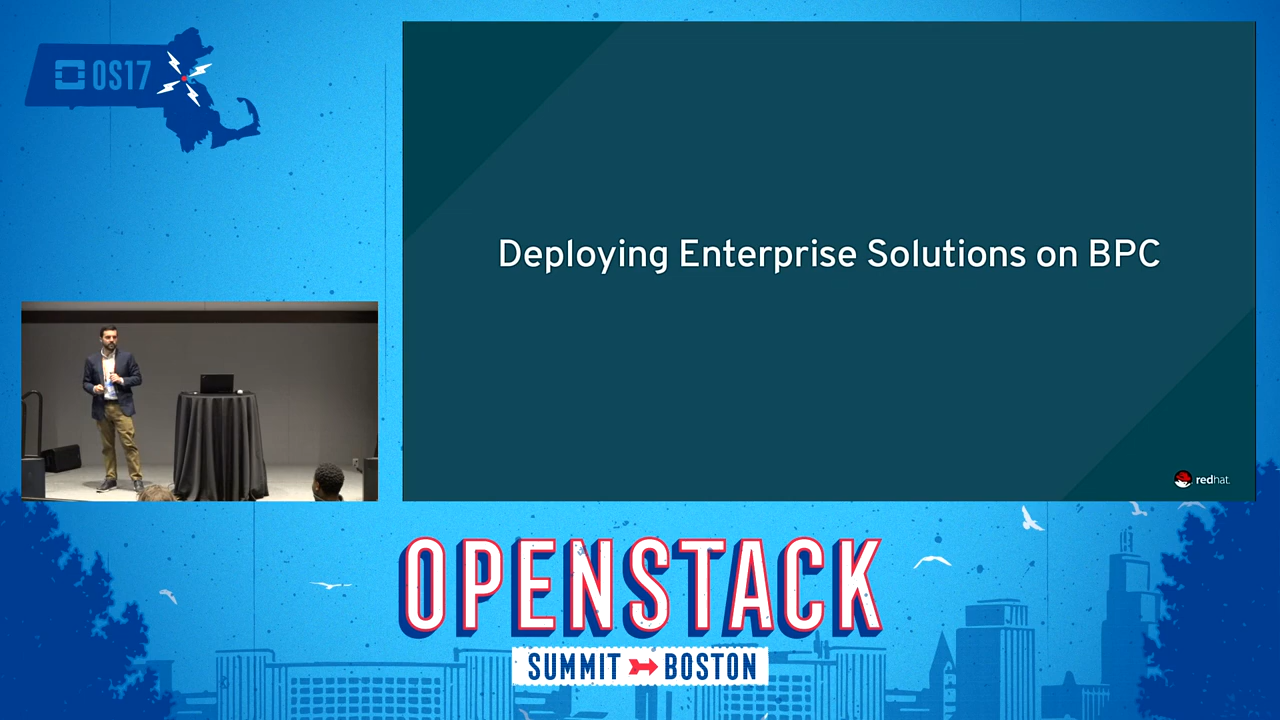 OS17
Deploying Enterprise Solutions on BPC
redhat.
OPENSTACK
SUMMIT BOSTON